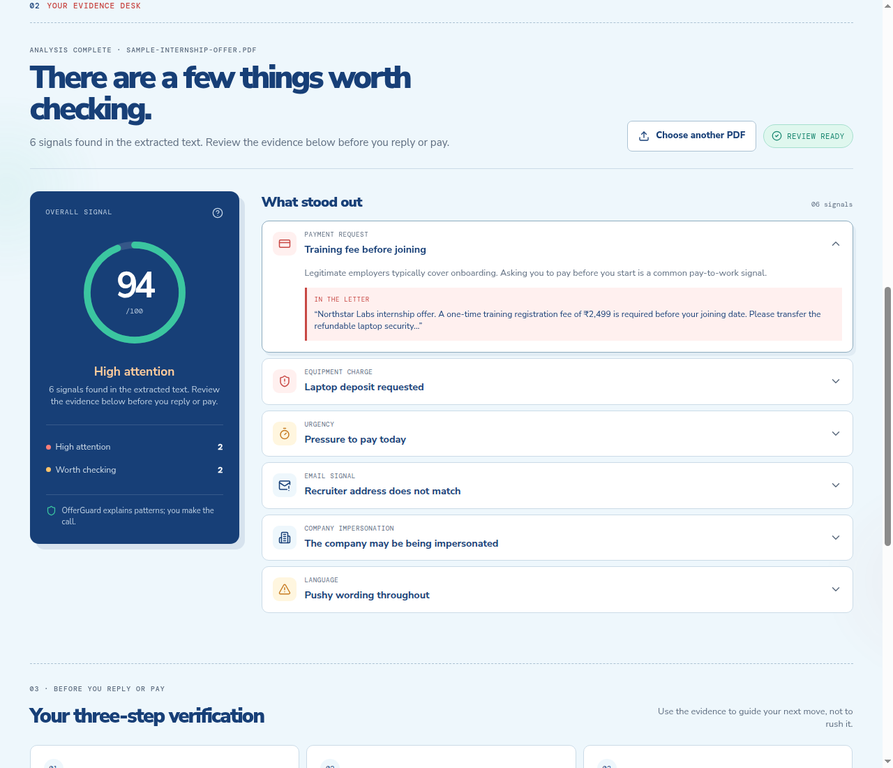 02 YOUR EVIDENCE DESK
ANALYSIS COMPLETE · SAMPLE-INTERNSHIP-OFFER.PDF
There are a few things worth
checking.
6 signals found in the extracted text. Review the evidence below before you reply or pay.
Choose another PDF
REVIEW READY
OVERALL SIGNAL
94
/100
High attention
6 signals found in the extracted text. Review
the evidence below before you reply or pay.
High attention 2
Worth checking 2
OfferGuard explains patterns; you make the
call.
What stood out
06 signals
PAYMENT REQUEST
Training fee before joining
Legitimate employers typically cover onboarding. Asking you to pay before you start is a common pay-to-work signal.
IN THE LETTER
“Northstar Labs internship offer. A one-time training registration fee of ₹2,499 is required before your joining date. Please transfer the
refundable laptop security...”
EQUIPMENT CHARGE
Laptop deposit requested
URGENCY
Pressure to pay today
EMAIL SIGNAL
Recruiter address does not match
COMPANY IMPERSONATION
The company may be being impersonated
LANGUAGE
Pushy wording throughout
03 · BEFORE YOU REPLY OR PAY
Your three-step verification
Use the evidence to guide your next move, not to
rush it.